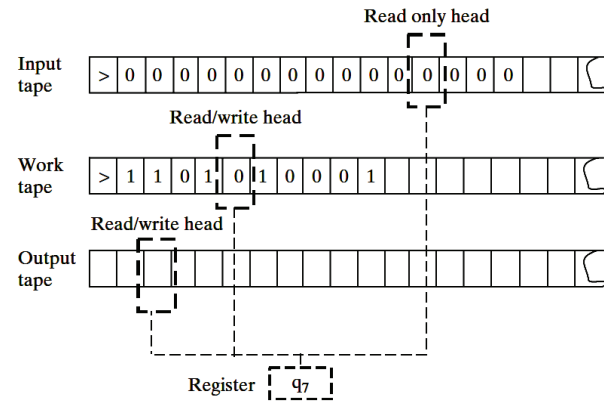 Read only head
Input
tape
> 0 0 0 0 0 0 0 0 0 0 0 0 0 0 0
Read/write head
Work
tape
> 1 1 0 1 0 1 0 0 0 1
Read/write head
Output
tape
Register q₇